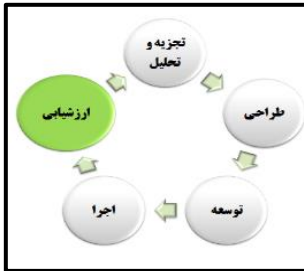 تجزیه و
تحلیل
طراحی
توسعه
اجرا
ارزشیابی